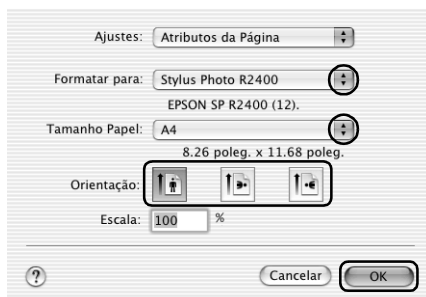 Ajustes: Atributos da Página
Formatar para: Stylus Photo R2400
EPSON SP R2400 (12).
Tamanho Papel: A4
8.26 poleg. x 11.68 poleg.
Orientação:
Escala: 100 %
? Cancelar OK